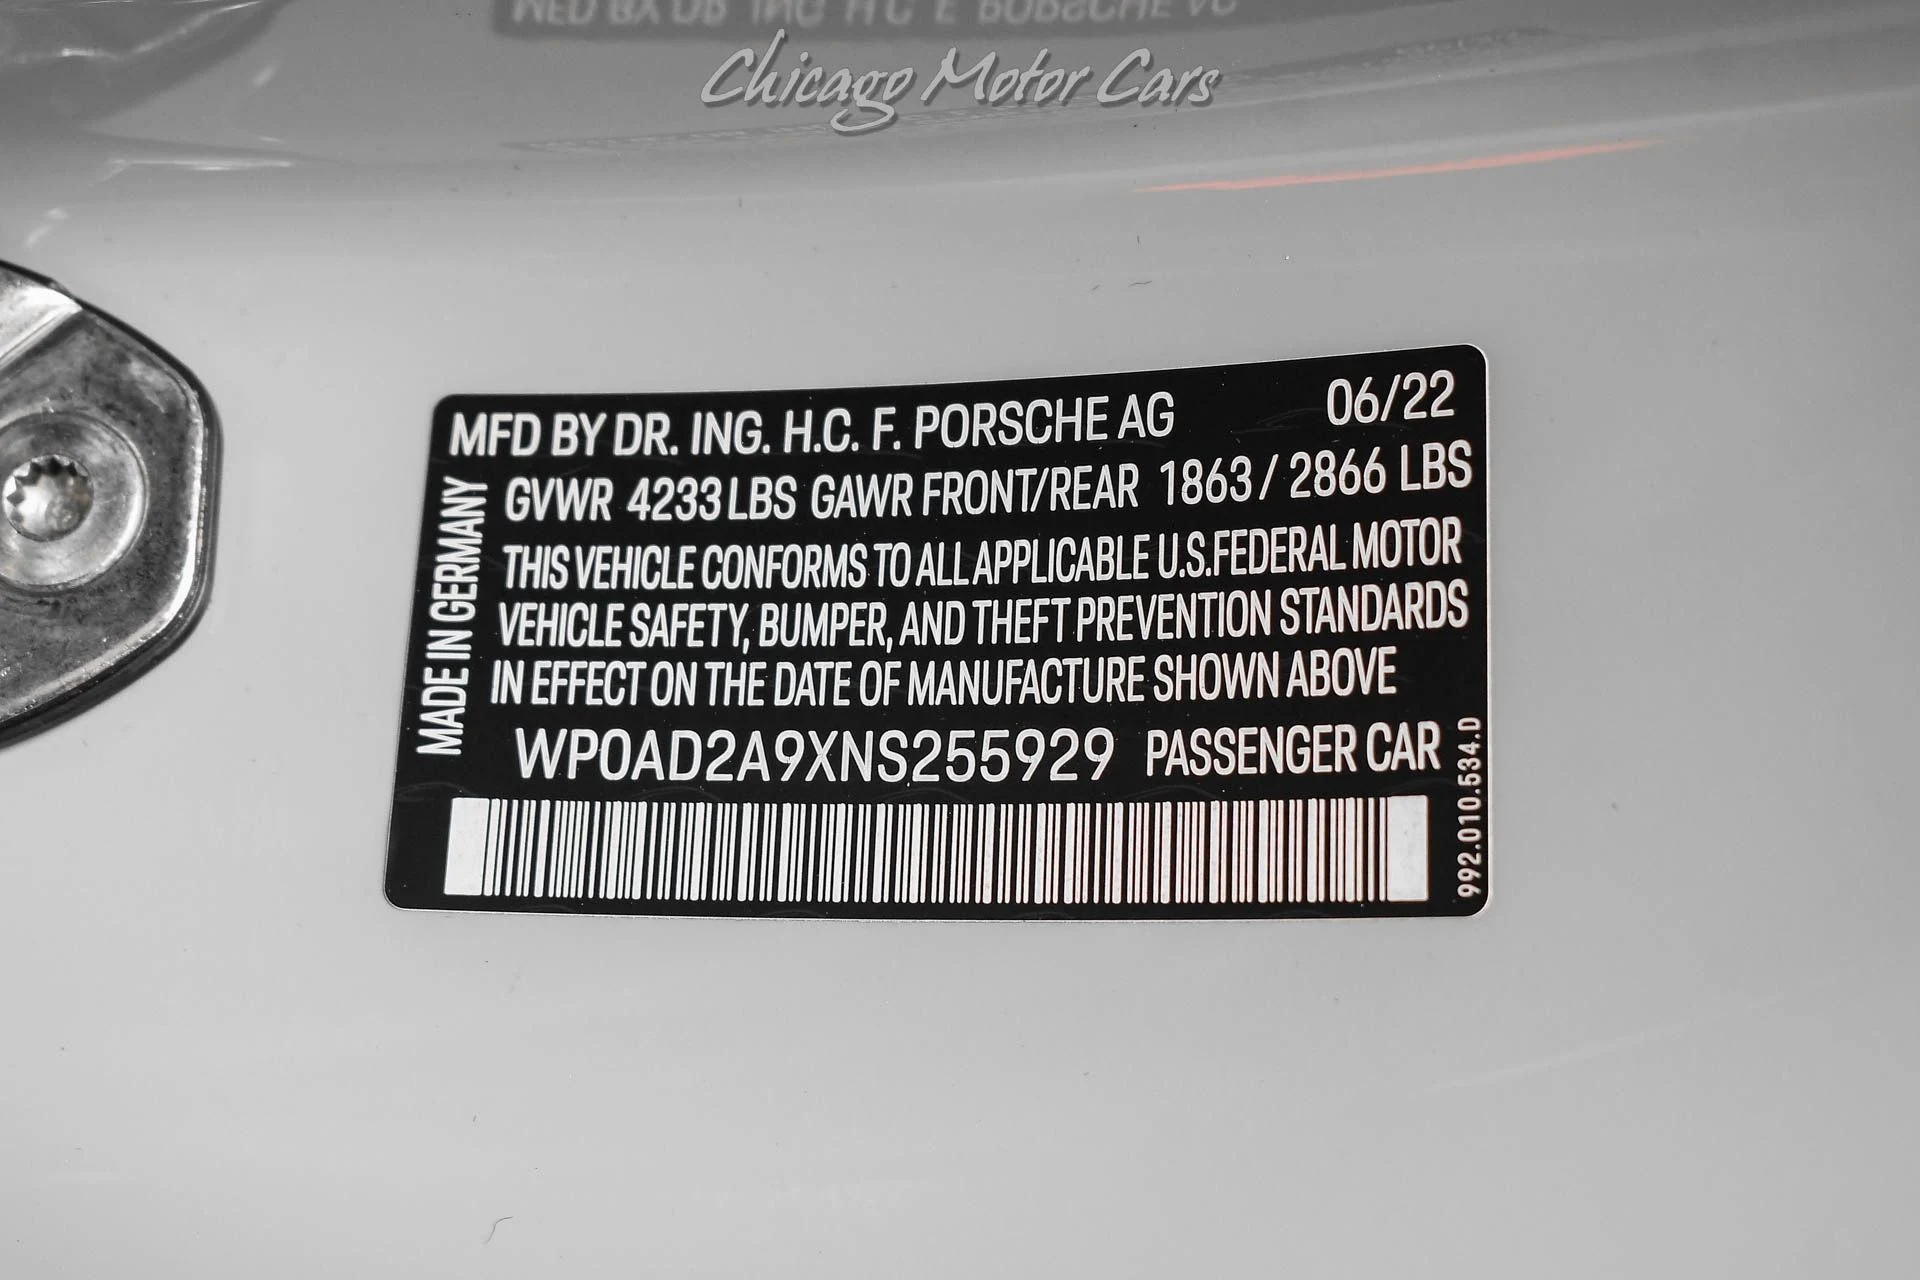 Chicago Motor Cars
MFD BY DR. ING. H.C. F. PORSCHE AG 06/22
GVWR 4233 LBS GAWR FRONT/REAR 1863 / 2866 LBS
THIS VEHICLE CONFORMS TO ALL APPLICABLE U.S.FEDERAL MOTOR
VEHICLE SAFETY, BUMPER, AND THEFT PREVENTION STANDARDS
IN EFFECT ON THE DATE OF MANUFACTURE SHOWN ABOVE
WP0AD2A9XNS255929 PASSENGER CAR
MADE IN GERMANY
992.010.534.D